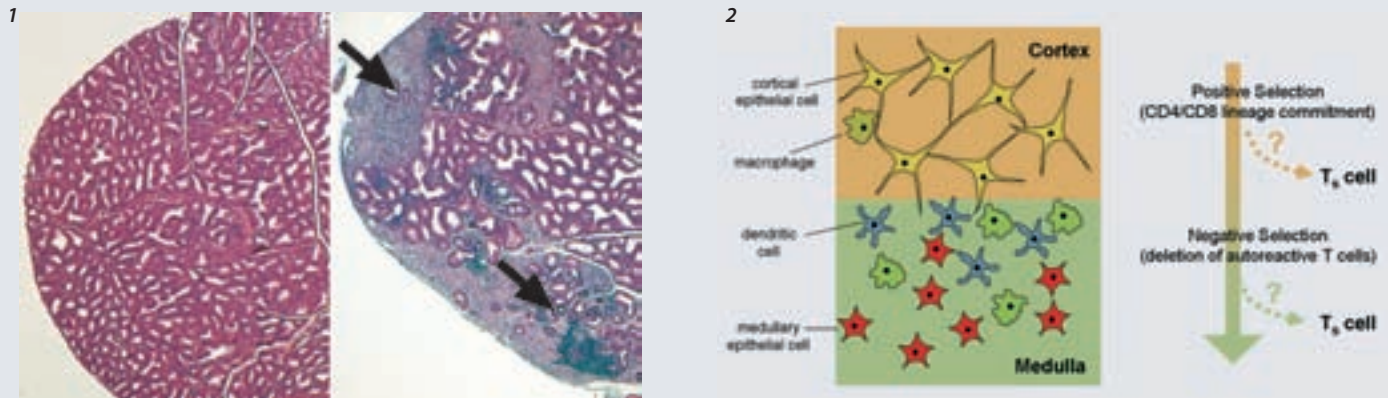 1
2
Cortex
cortical
epithelial cell
macrophage
dendritic
cell
medullary
epithelial cell
Medulla
Positive Selection
(CD4/CD8 lineage commitment)
?
Ts cell
Negative Selection
(deletion of autoreactive T cells)
?
Ts cell